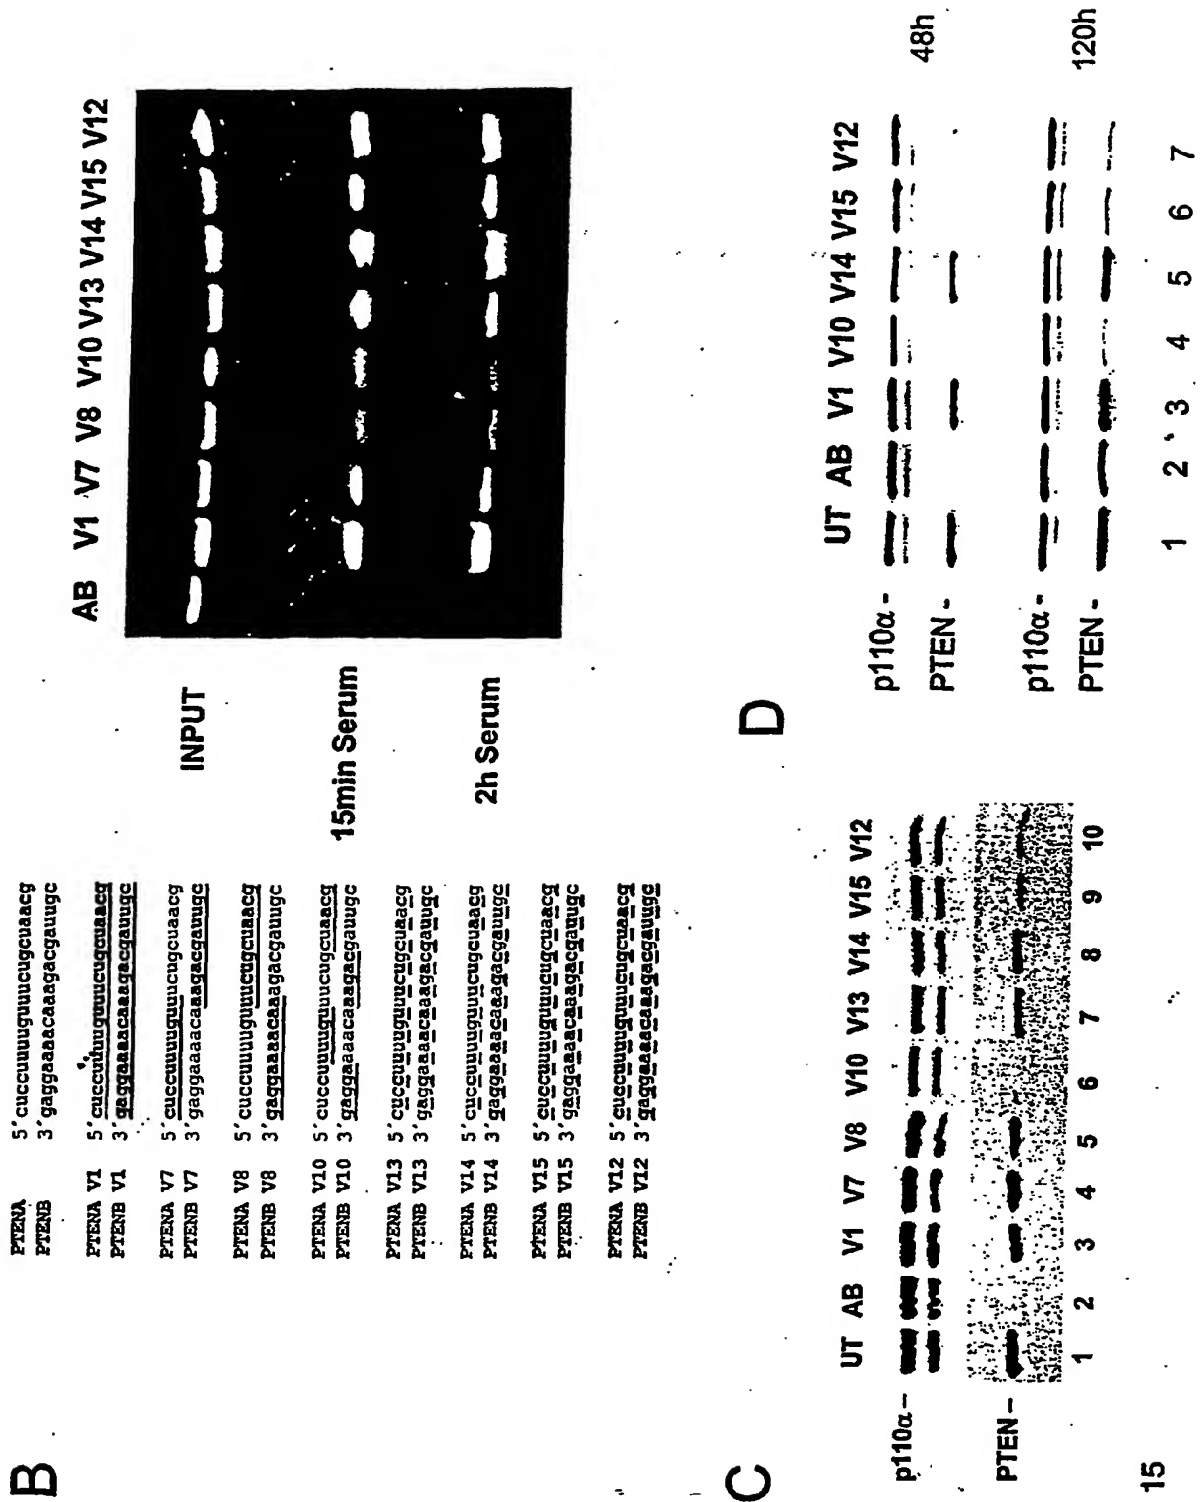 B
PTENA 5´cuccuuuuguuucugcuaacg
PTENB 3´gaggaaaacaaagacgauugc
PTENA V1 5´cuccuuuuguuucugcuaacg
PTENB V1 3´gaggaaaacaaagacgauugc
PTENA V7 5´cuccuuuuguuucugcuaacg
PTENB V7 3´gaggaaaacaaagacgauugc
PTENA V8 5´cuccuuuuguuucugcuaacg
PTENB V8 3´gaggaaaacaaagacgauugc
PTENA V10 5´cuccuuuuguuucugcuaacg
PTENB V10 3´gaggaaaacaaagacgauugc
PTENA V13 5´cuccuuuuguuucugcuaacg
PTENB V13 3´gaggaaaacaaagacgauugc
PTENA V14 5´cuccuuuuguuucugcuaacg
PTENB V14 3´gaggaaaacaaagacgauugc
PTENA V15 5´cuccuuuuguuucugcuaacg
PTENB V15 3´gaggaaaacaaagacgauugc
PTENA V12 5´cuccuuuuguuucugcuaacg
PTENB V12 3´gaggaaaacaaagacgauugc
AB V1 V7 V8 V10 V13 V14 V15 V12
INPUT
15min Serum
2h Serum
C
UT AB V1 V7 V8 V10 V13 V14 V15 V12
p110α -
PTEN -
1 2 3 4 5 6 7 8 9 10
D
UT AB V1 V10 V14 V15 V12
p110α -
PTEN -
48h
p110α -
PTEN -
120h
1 2 3 4 5 6 7
15